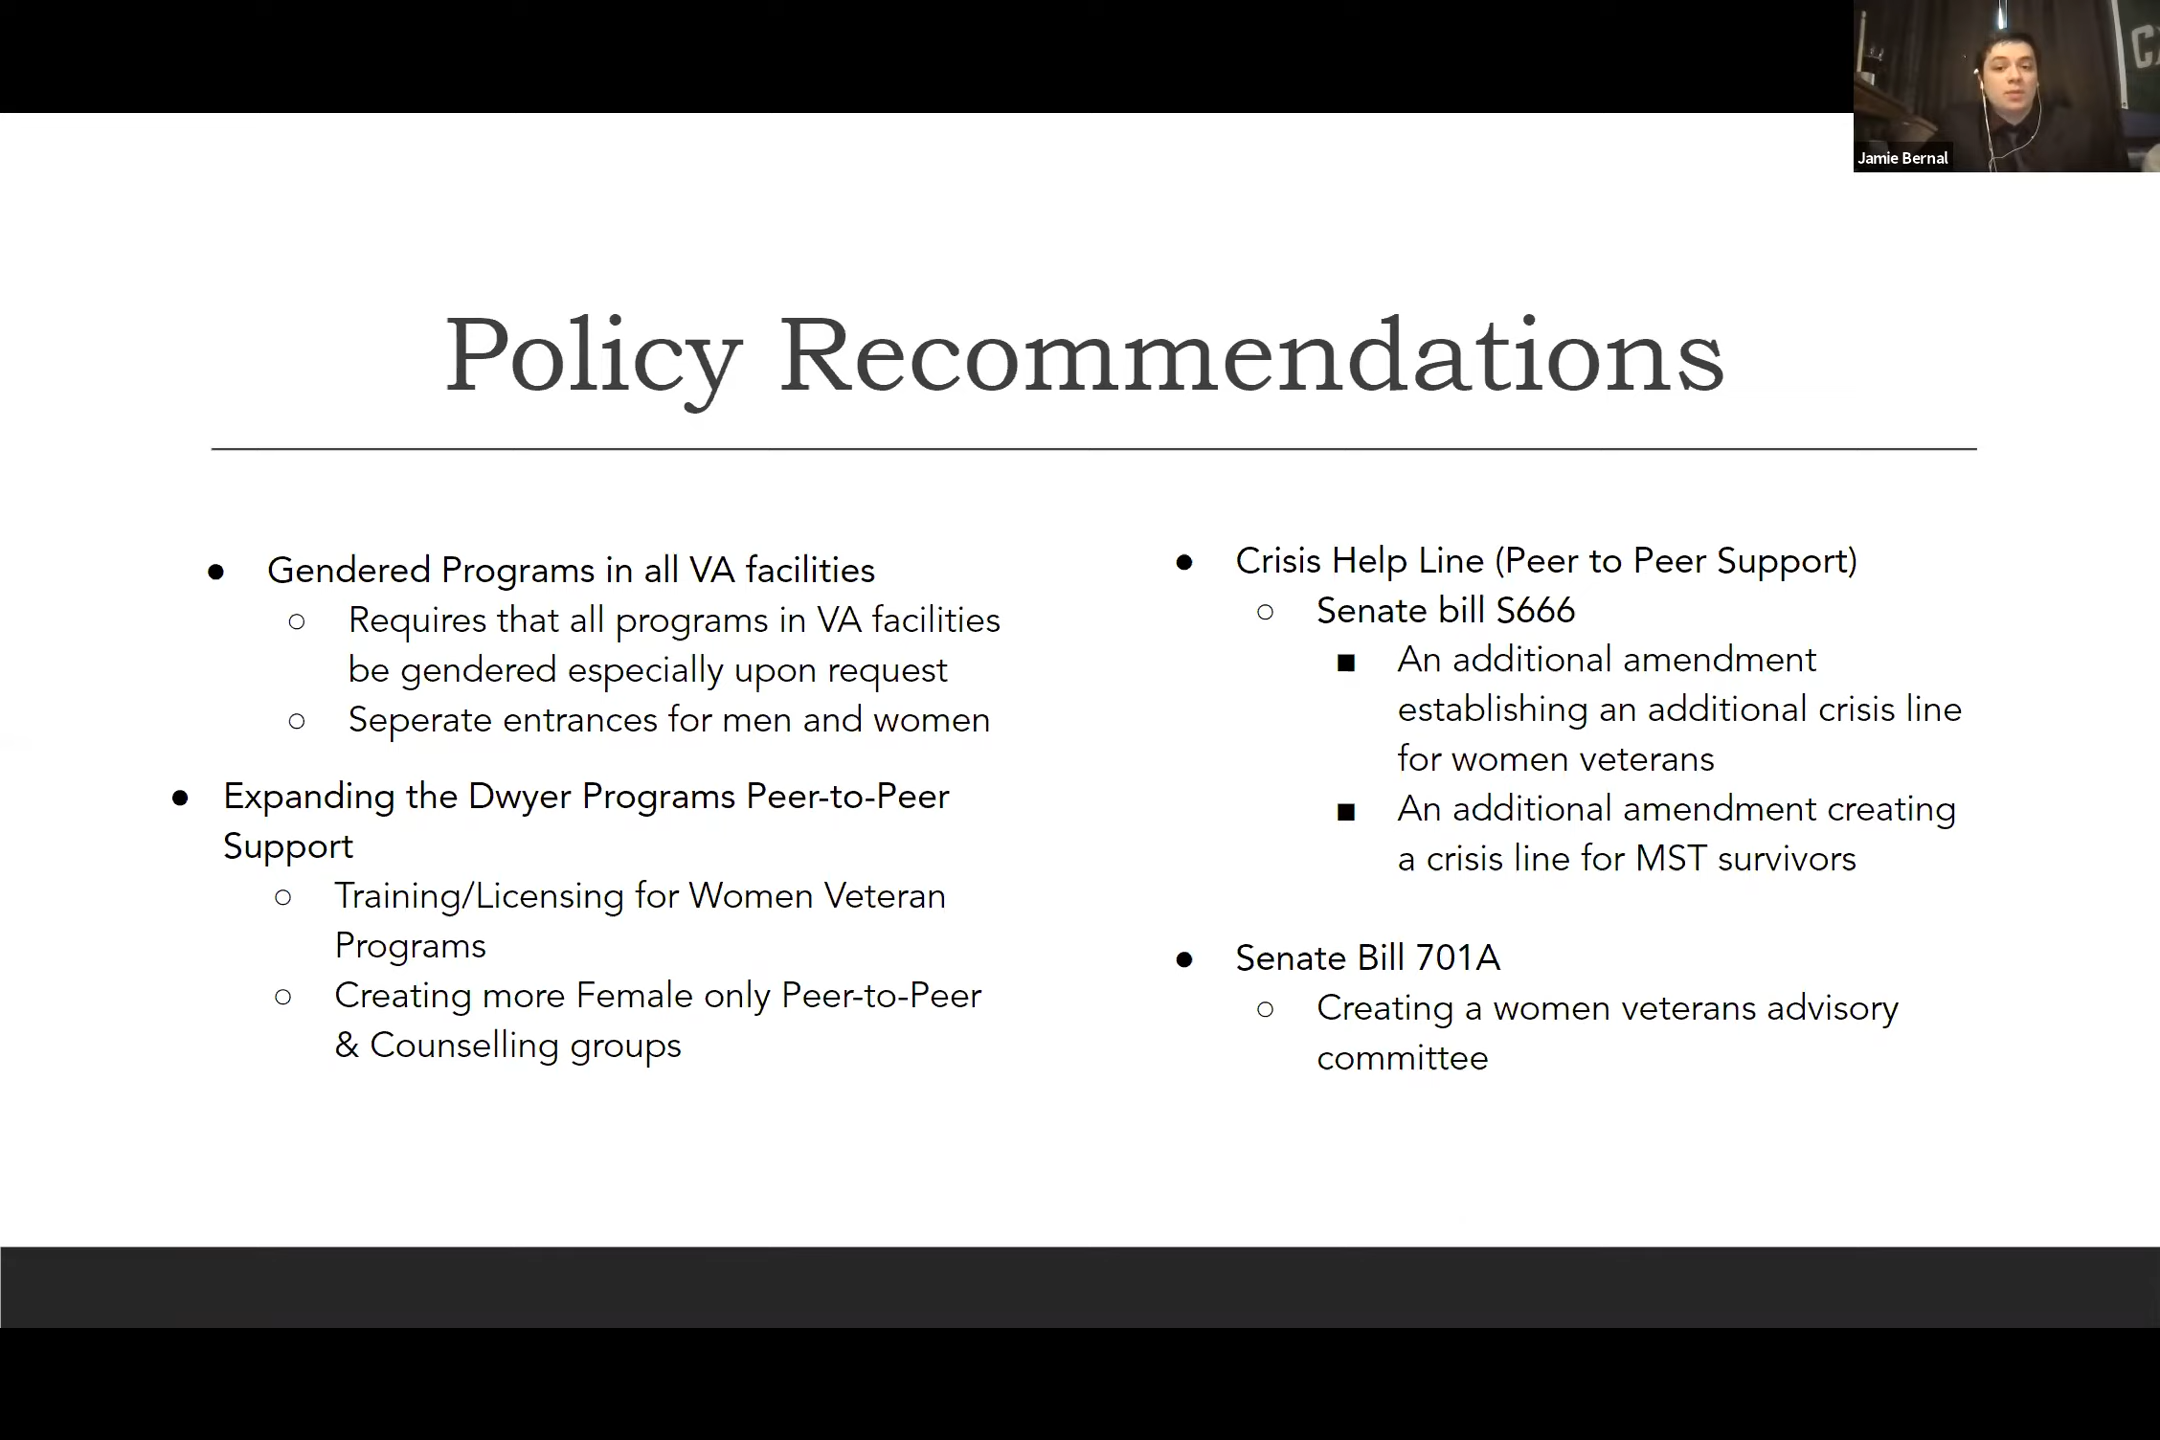 Jamie Bernal
Policy Recommendations
● Gendered Programs in all VA facilities
○ Requires that all programs in VA facilities
be gendered especially upon request
○ Seperate entrances for men and women
● Expanding the Dwyer Programs Peer-to-Peer
Support
○ Training/Licensing for Women Veteran
Programs
○ Creating more Female only Peer-to-Peer
& Counselling groups
● Crisis Help Line (Peer to Peer Support)
○ Senate bill S666
■ An additional amendment
establishing an additional crisis line
for women veterans
■ An additional amendment creating
a crisis line for MST survivors
● Senate Bill 701A
○ Creating a women veterans advisory
committee